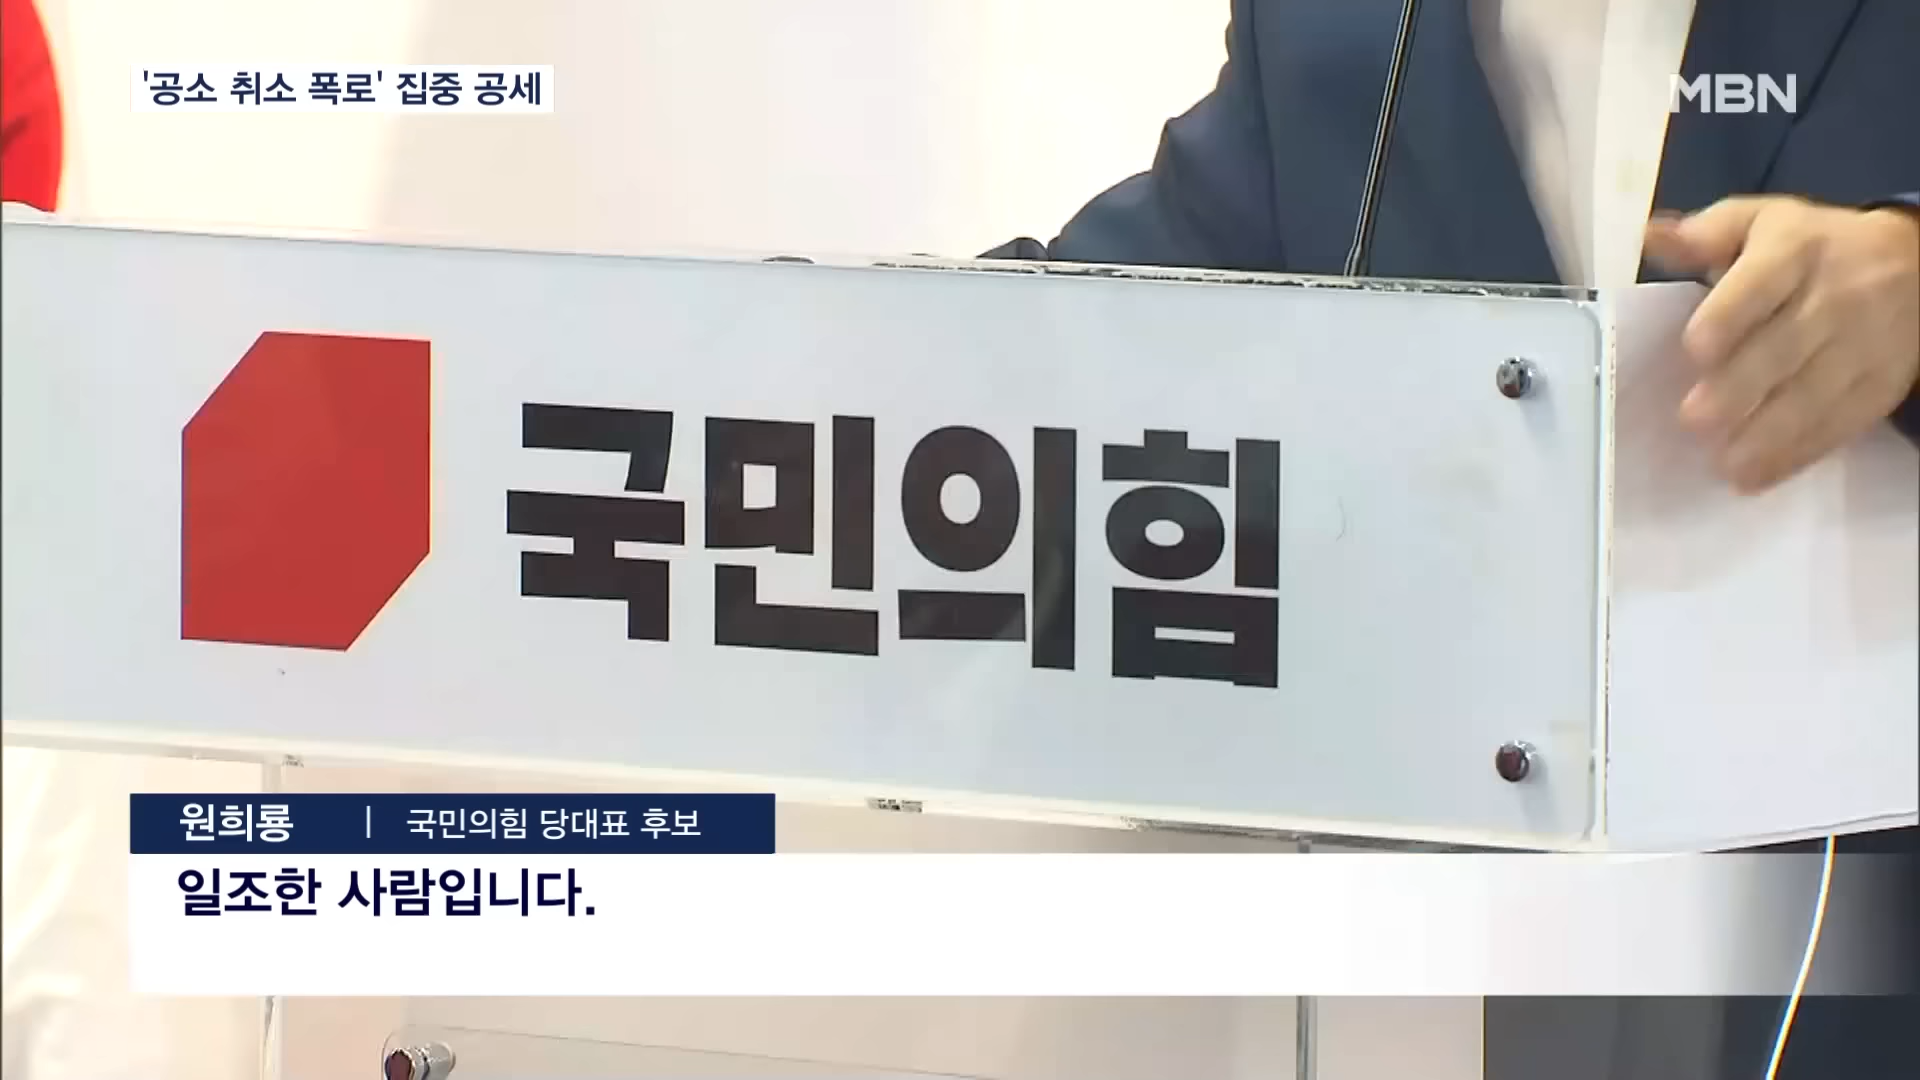 '공소 취소 폭로' 집중 공세
MBN
국민의힘
원희룡 | 국민의힘 당대표 후보
일조한 사람입니다.